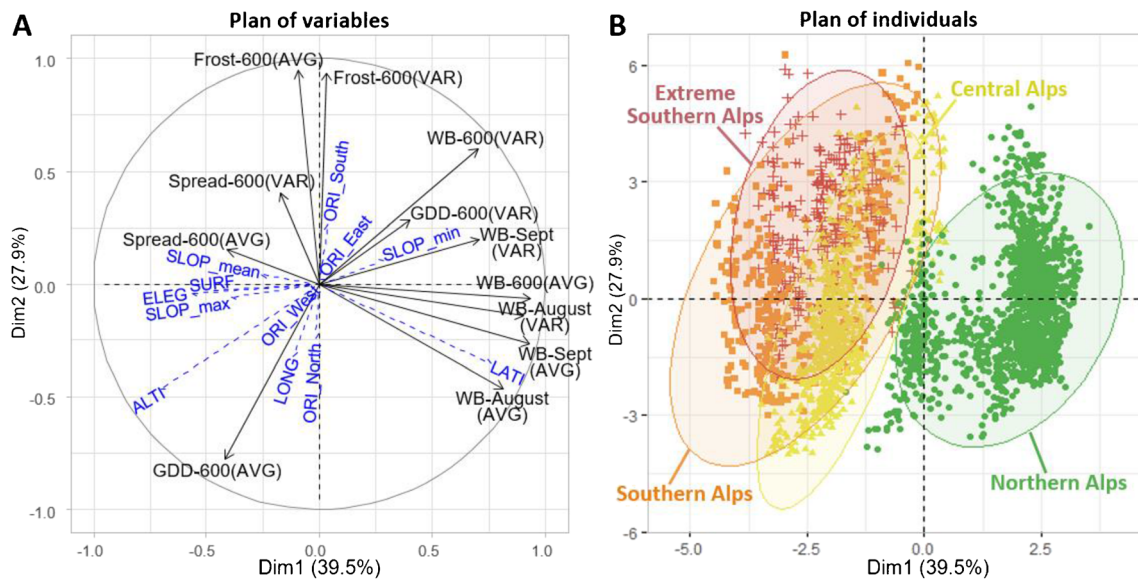 A
Plan of variables
1.0
0.5
0.0
-0.5
-1.0
Dim2 (27.9%)
Frost-600(AVG)
Frost-600(VAR)
WB-600(VAR)
ORI_South
Spread-600(VAR)
GDD-600(VAR)
WB-Sept
(VAR)
SLOP_min
ORI_East
Spread-600(AVG)
SLOP_mean
SURF
ELEG
SLOP_max
WB-600(AVG)
WB-August
(VAR)
ORI_West
WB-Sept
(AVG)
LATI
LONG
ORI_North
ALTI
WB-August
(AVG)
GDD-600(AVG)
-1.0
-0.5
0.0
0.5
1.0
Dim1 (39.5%)
B
Plan of individuals
6
3
0
-3
-6
Dim2 (27.9%)
Extreme
Southern Alps
Central Alps
Southern Alps
Northern Alps
-5.0
-2.5
0.0
2.5
Dim1 (39.5%)